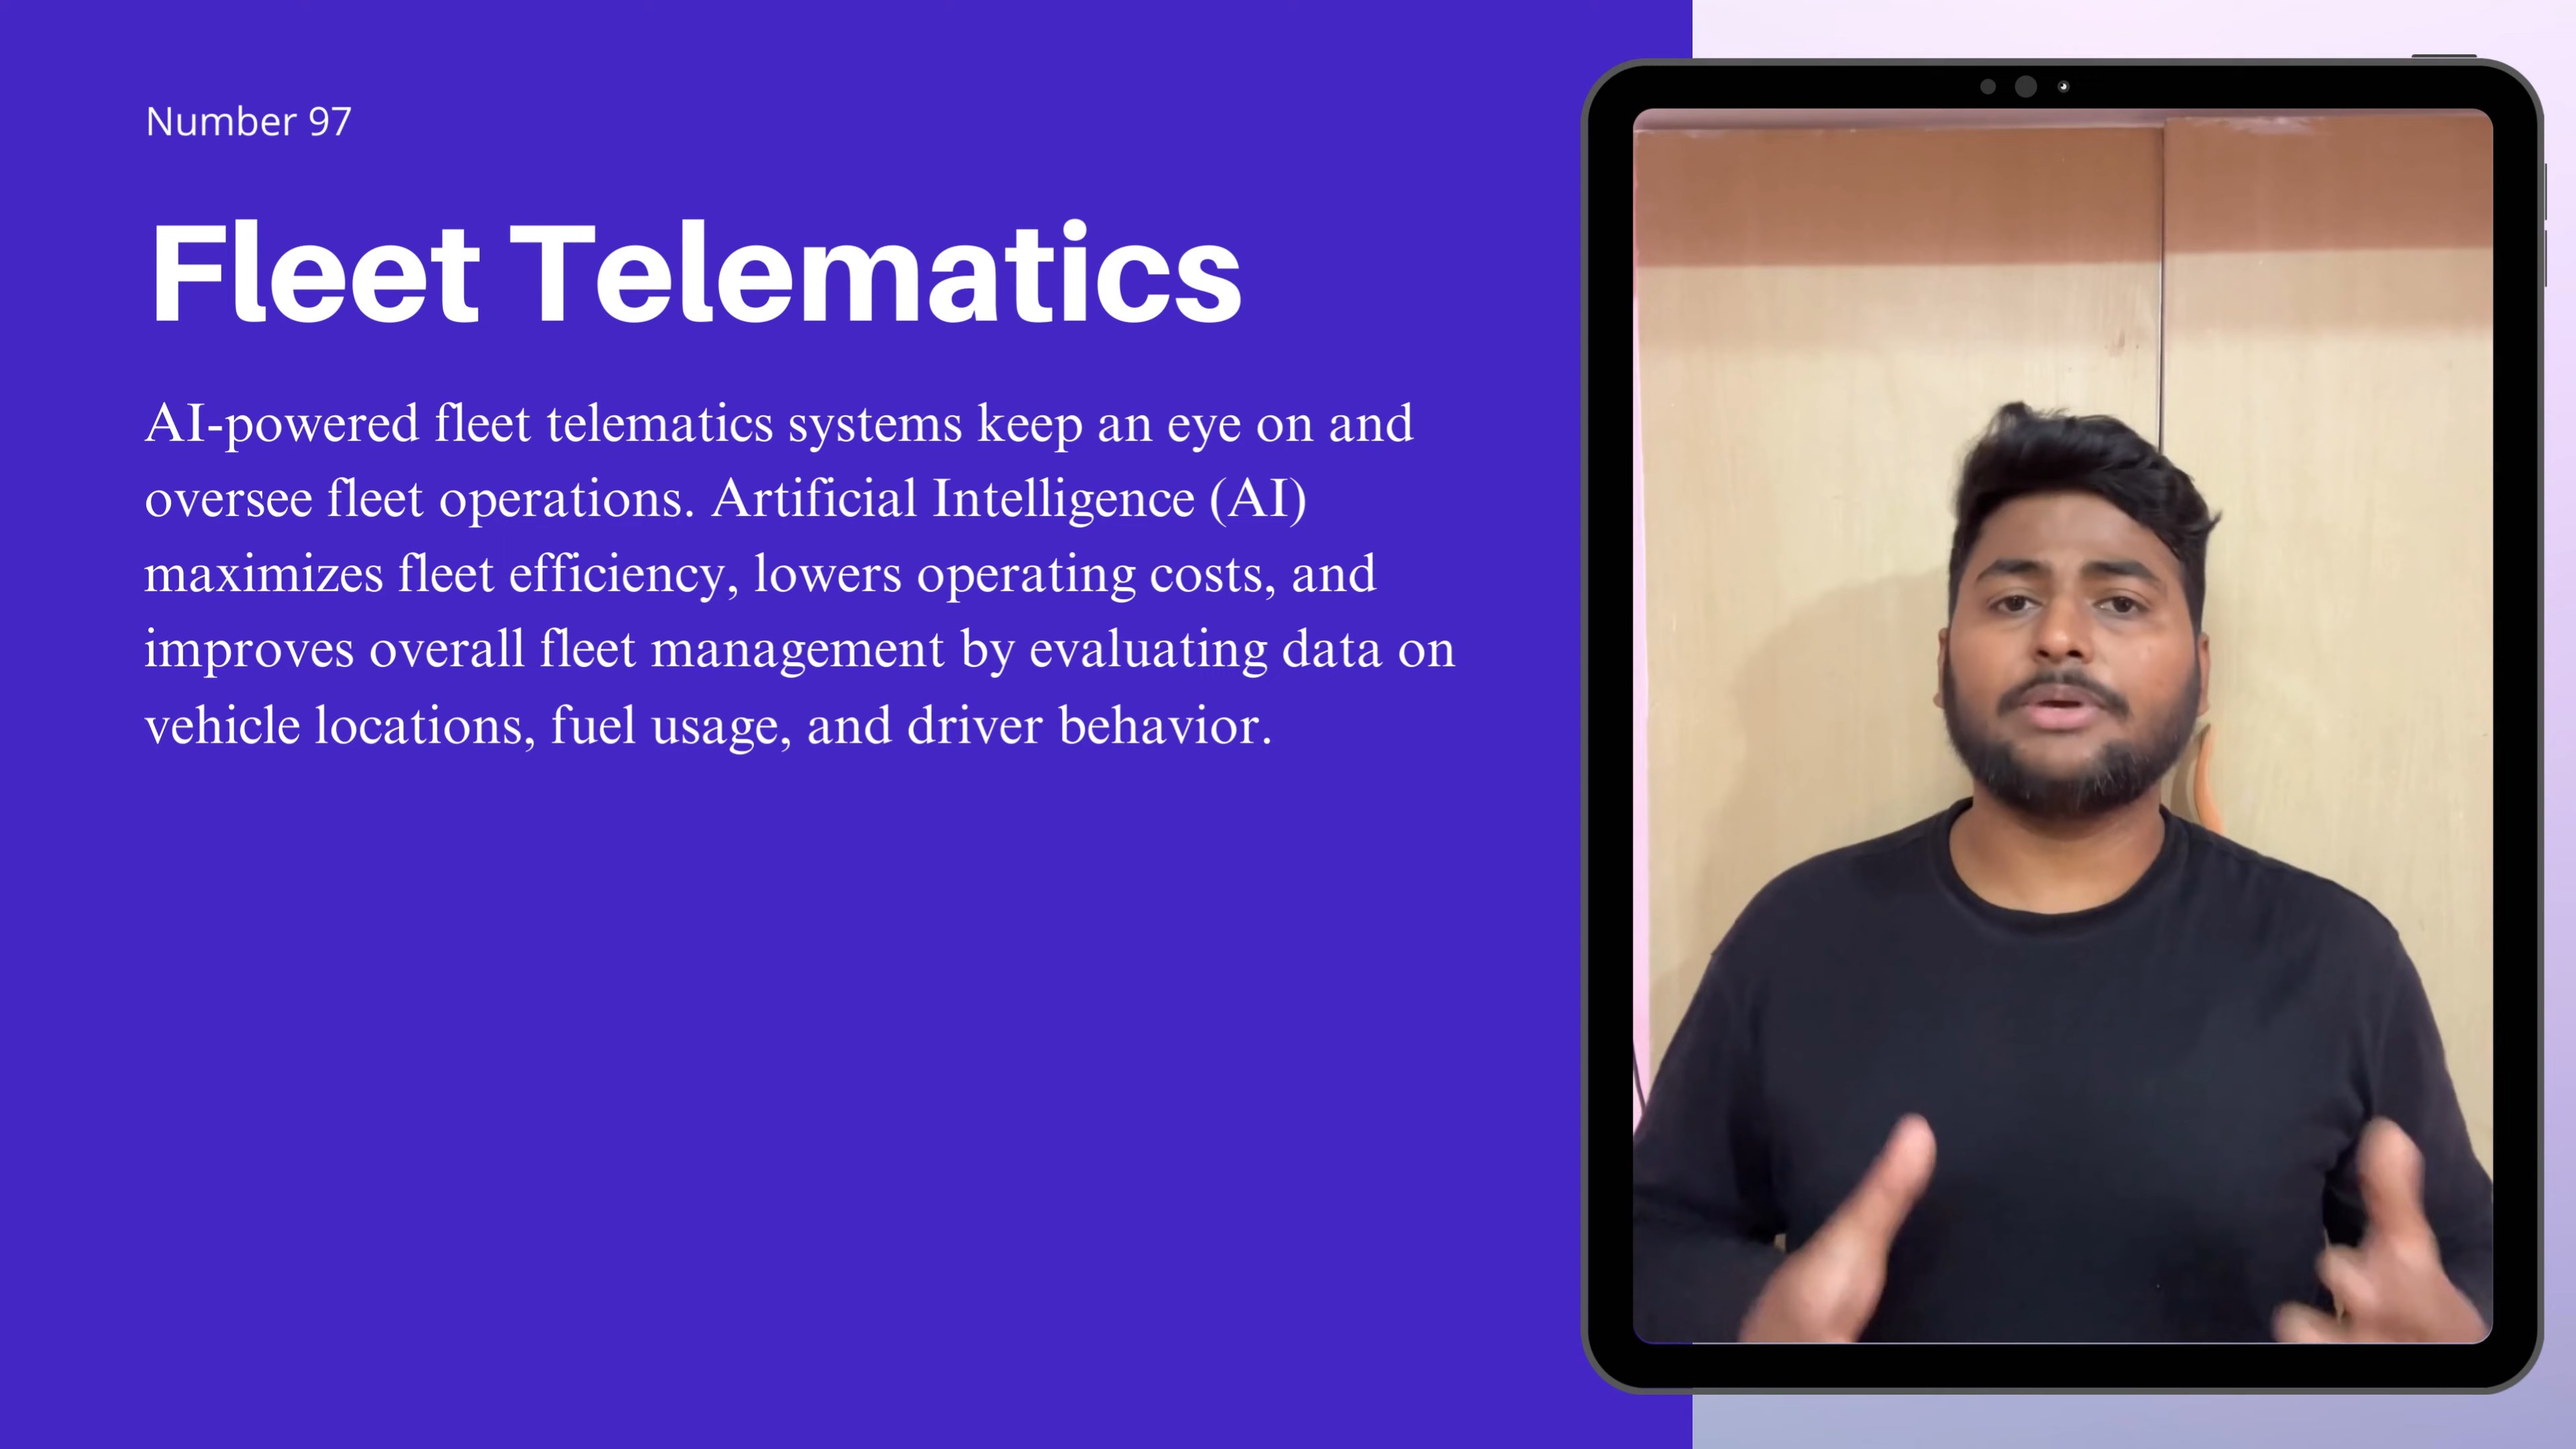 Number 97
Fleet Telematics
AI-powered fleet telematics systems keep an eye on and
oversee fleet operations. Artificial Intelligence (AI)
maximizes fleet efficiency, lowers operating costs, and
improves overall fleet management by evaluating data on
vehicle locations, fuel usage, and driver behavior.